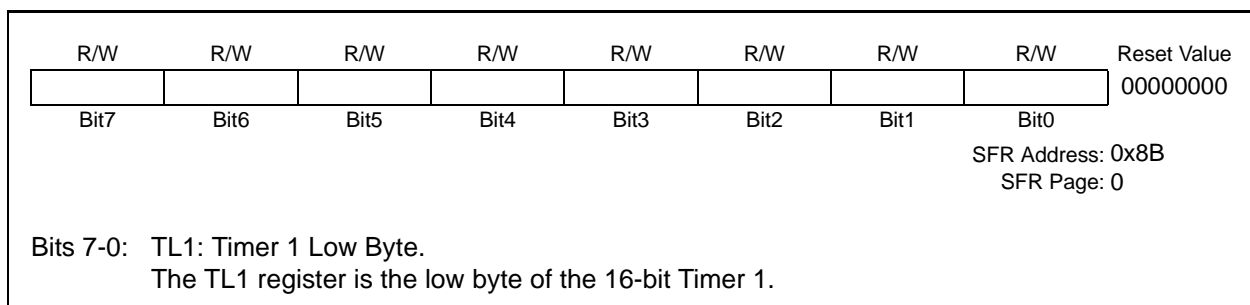 R/W R/W R/W R/W R/W R/W R/W R/W Reset Value
00000000
Bit7 Bit6 Bit5 Bit4 Bit3 Bit2 Bit1 Bit0
SFR Address: 0x8B
SFR Page: 0
Bits 7-0: TL1: Timer 1 Low Byte.
The TL1 register is the low byte of the 16-bit Timer 1.